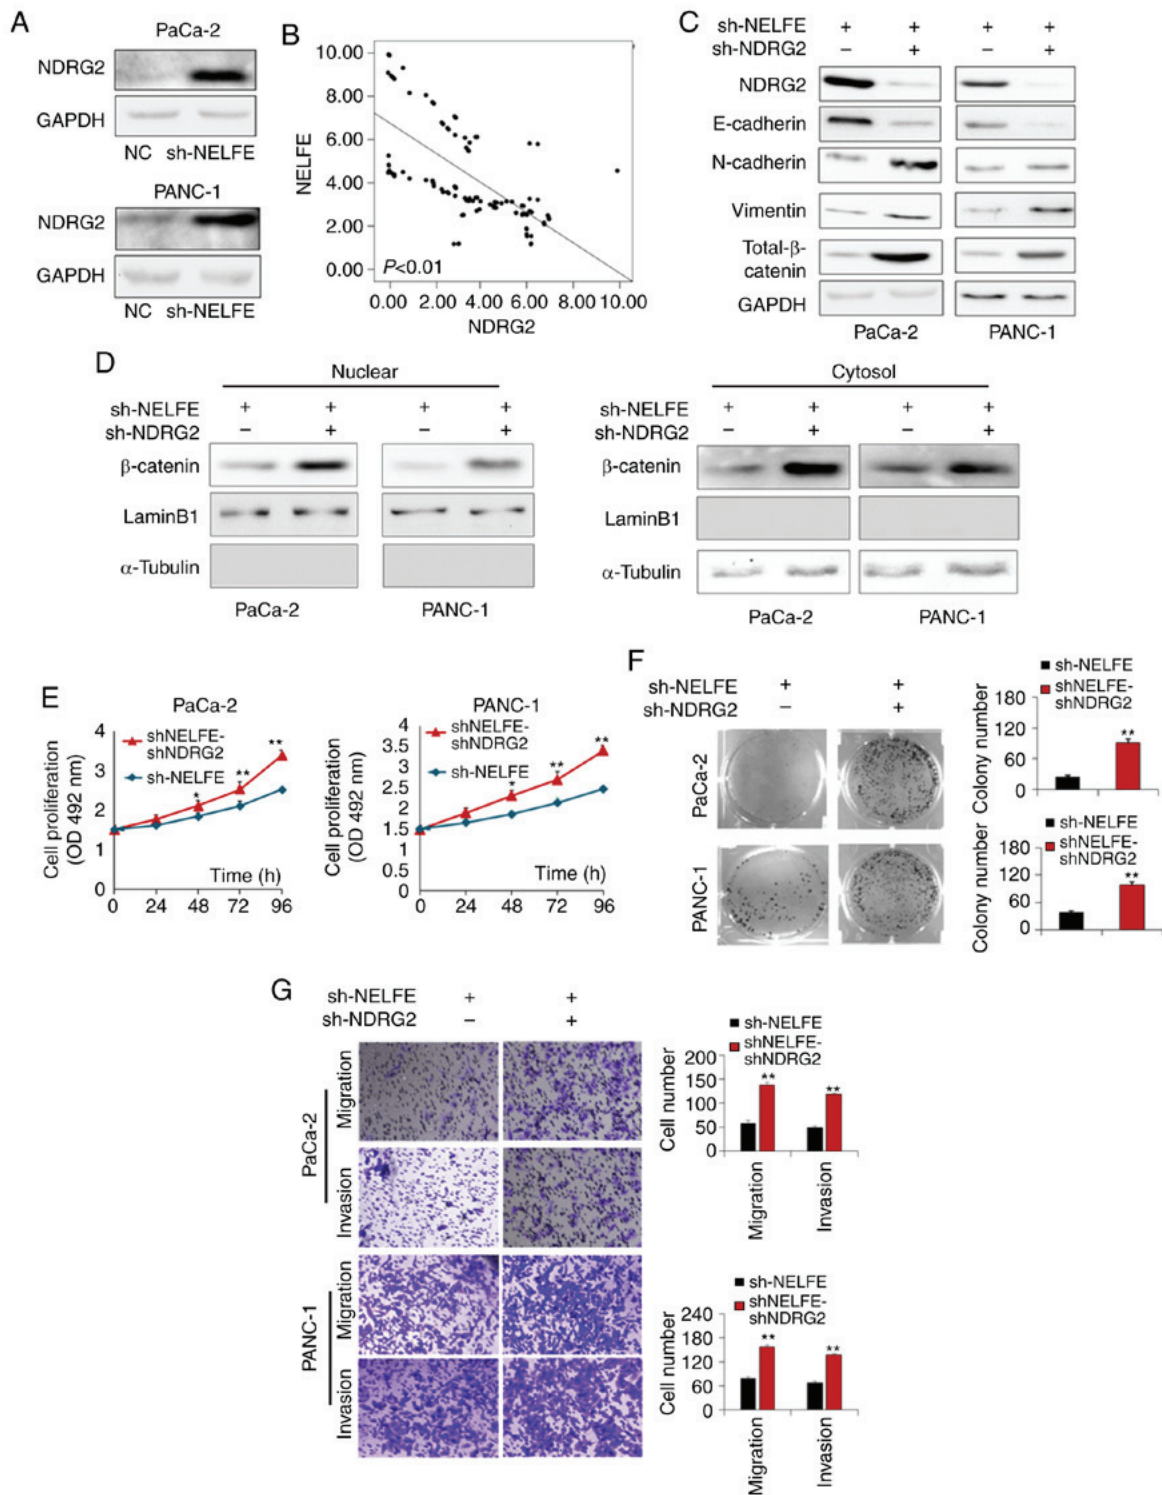 A
PaCa-2
NDRG2
GAPDH
NC sh-NELFE
PANC-1
NDRG2
GAPDH
NC sh-NELFE
B
10.00
8.00
6.00
4.00
2.00
0.00
NELFE
P<0.01
0.00 2.00 4.00 6.00 8.00 10.00
NDRG2
C
sh-NELFE + + + +
sh-NDRG2 – + – +
NDRG2
E-cadherin
N-cadherin
Vimentin
Total-β-
catenin
GAPDH
PaCa-2 PANC-1
D
Nuclear
sh-NELFE + + + +
sh-NDRG2 – + – +
β-catenin
LaminB1
α-Tubulin
PaCa-2 PANC-1
Cytosol
sh-NELFE + + + +
sh-NDRG2 – + – +
β-catenin
LaminB1
α-Tubulin
PaCa-2 PANC-1
E
PaCa-2
Cell proliferation
(OD 492 nm)
4
3
2
1
0
shNELFE-
shNDRG2
sh-NELFE
* ** **
Time (h)
0 24 48 72 96
PANC-1
Cell proliferation
(OD 492 nm)
4
3.5
3
2.5
2
1.5
1
0.5
0
shNELFE-
shNDRG2
sh-NELFE
* ** **
Time (h)
0 24 48 72 96
F
sh-NELFE + +
sh-NDRG2 – +
PaCa-2
PANC-1
sh-NELFE
shNELFE-
shNDRG2
Colony number
180
120
60
0
**
sh-NELFE
shNELFE-
shNDRG2
Colony number
180
120
60
0
**
G
sh-NELFE + +
sh-NDRG2 – +
PaCa-2
Migration
Invasion
PANC-1
Migration
Invasion
sh-NELFE
shNELFE-
shNDRG2
Cell number
200
150
100
50
0
** **
Migration
Invasion
sh-NELFE
shNELFE-
shNDRG2
Cell number
240
180
120
60
0
** **
Migration
Invasion